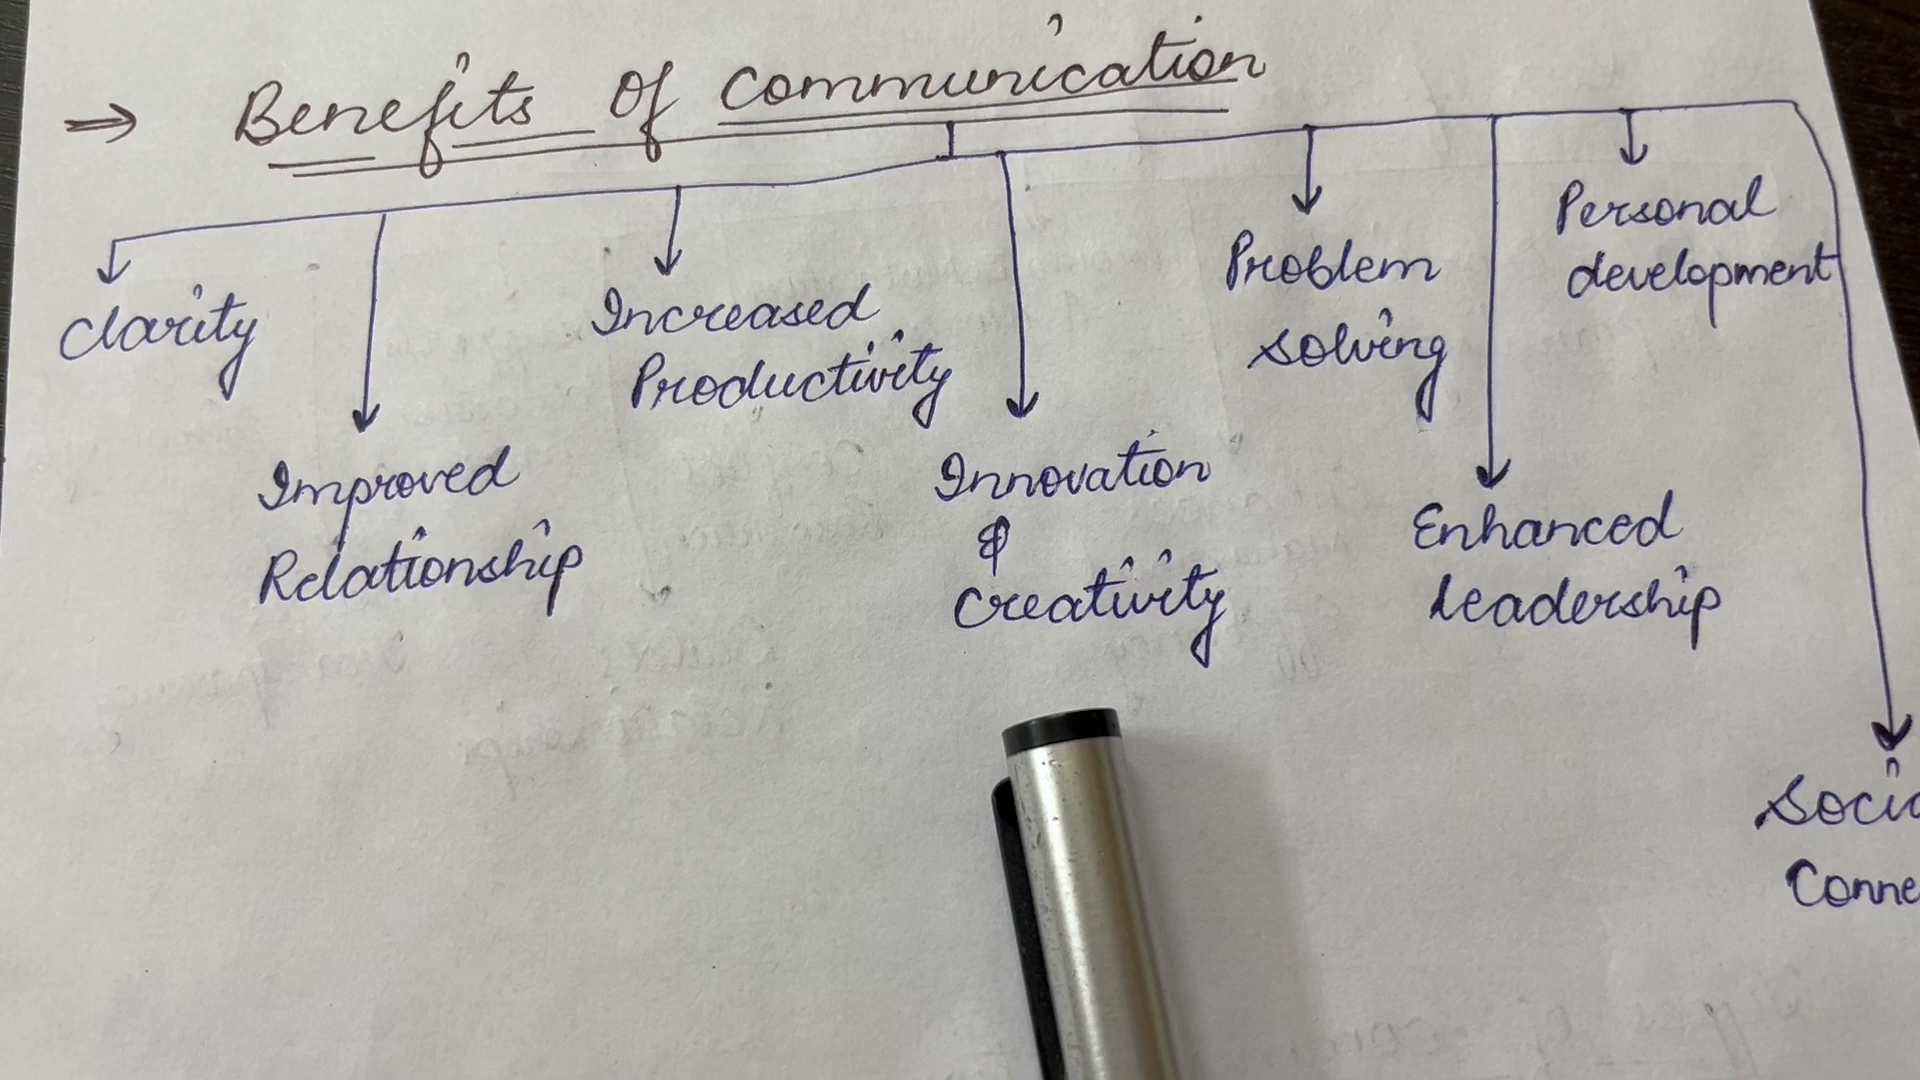 ⇒ Benefits Of Communication
Clarity
Improved
Relationship
Increased
Productivity
Innovation
&
Creativity
Problem
solving
Enhanced
Leadership
Personal
development